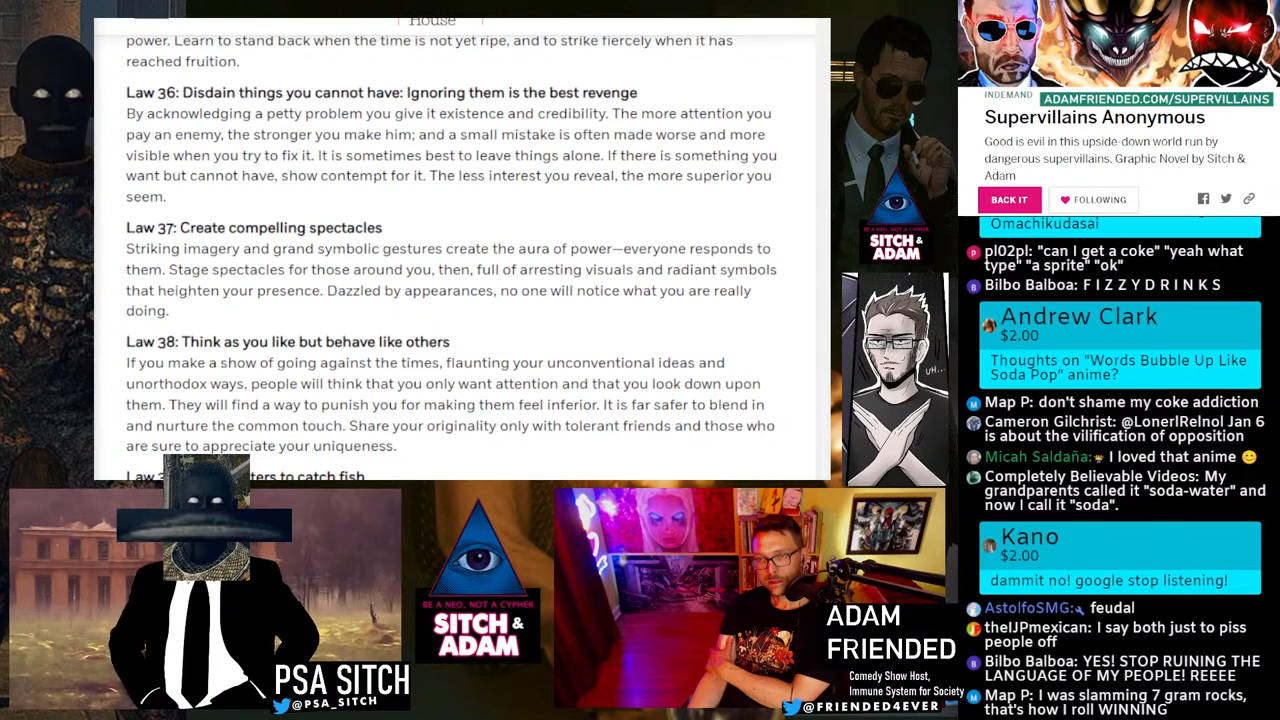 House
power. Learn to stand back when the time is not yet ripe, and to strike fiercely when it has
reached fruition.
Law 36: Disdain things you cannot have: Ignoring them is the best revenge
By acknowledging a petty problem you give it existence and credibility. The more attention you
pay an enemy, the stronger you make him; and a small mistake is often made worse and more
visible when you try to fix it. It is sometimes best to leave things alone. If there is something you
want but cannot have, show contempt for it. The less interest you reveal, the more superior you
seem.
Law 37: Create compelling spectacles
Striking imagery and grand symbolic gestures create the aura of power—everyone responds to
them. Stage spectacles for those around you, then, full of arresting visuals and radiant symbols
that heighten your presence. Dazzled by appearances, no one will notice what you are really
doing.
Law 38: Think as you like but behave like others
If you make a show of going against the times, flaunting your unconventional ideas and
unorthodox ways, people will think that you only want attention and that you look down upon
them. They will find a way to punish you for making them feel inferior. It is far safer to blend in
and nurture the common touch. Share your originality only with tolerant friends and those who
are sure to appreciate your uniqueness.
Law
to catch fish
BE A NEO, NOT A CYPHER
SITCH &
ADAM
UH...
INDEMAND
ADAMFRIENDED.COM/SUPERVILLAINS
Supervillains Anonymous
Good is evil in this upside-down world run by
dangerous supervillains. Graphic Novel by Sitch &
Adam
BACK IT
FOLLOWING
Omachikudasai
pl02pl: "can I get a coke" "yeah what
type" "a sprite" "ok"
Bilbo Balboa: F I Z Z Y D R I N K S
Andrew Clark
$2.00
Thoughts on "Words Bubble Up Like
Soda Pop" anime?
Map P: don't shame my coke addiction
Cameron Gilchrist: @LonerlRelnol Jan 6
is about the vilification of opposition
Micah Saldaña: I loved that anime 😊
Completely Believable Videos: My
grandparents called it "soda-water" and
now I call it "soda".
Kano
$2.00
dammit no! google stop listening!
AstolfoSMG: feudal
theIJPmexican: I say both just to piss
people off
Bilbo Balboa: YES! STOP RUINING THE
LANGUAGE OF MY PEOPLE! REEEE
Map P: I was slamming 7 gram rocks,
that's how I roll WINNING
PSA SITCH
@PSA_SITCH
BE A NEO, NOT A CYPHER
SITCH &
ADAM
ADAM
FRIENDED
Comedy Show Host,
Immune System for Society
@FRIENDED4EVER